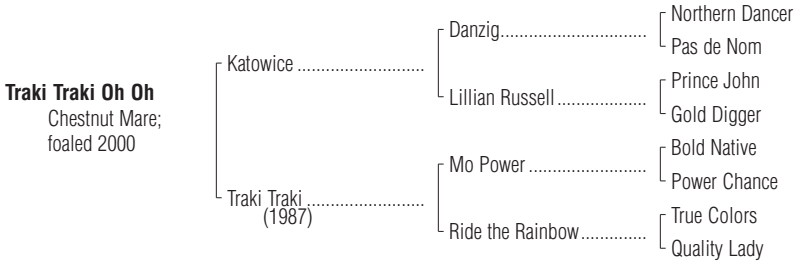 Northern Dancer
Danzig..................................
Pas de Nom
Katowice .............................
Prince John
Lillian Russell.....................
Gold Digger
Traki Traki Oh Oh
Chestnut Mare;
foaled 2000
Bold Native
Mo Power ...........................
Power Chance
Traki Traki ...........................
(1987)
True Colors
Ride the Rainbow...............
Quality Lady